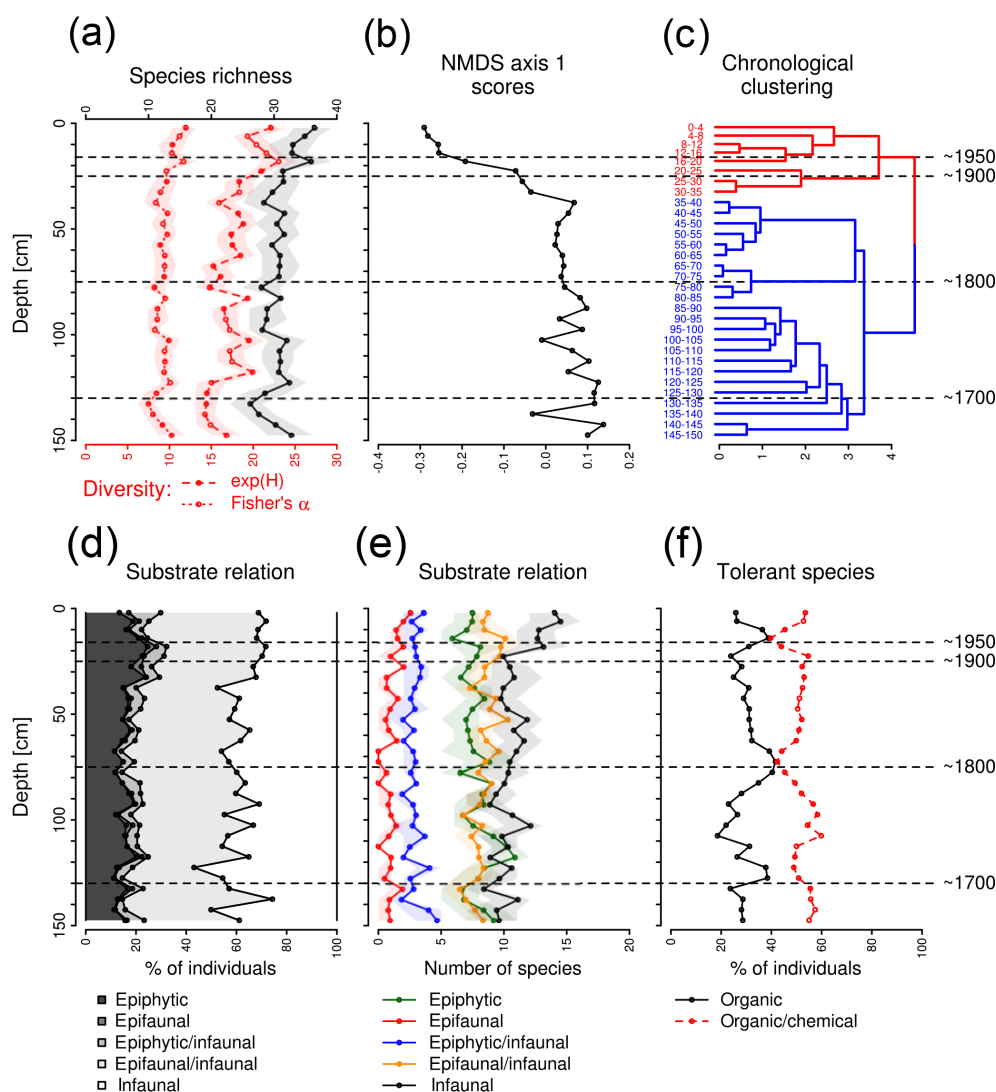 (a)
(b)
(c)
Species richness
NMDS axis 1
scores
Chronological
clustering
0 10 20 30 40
Depth [cm]
0
50
100
150
0 5 10 15 20 25 30
Diversity:
exp(H)
Fisher's α
-0.4 -0.3 -0.2 -0.1 0.0 0.1 0.2
0-4
4-8
8-12
12-16
16-20
20-25
25-30
30-35
35-40
40-45
45-50
50-55
55-60
60-65
65-70
70-75
75-80
80-85
85-90
90-95
95-100
100-105
105-110
110-115
115-120
120-125
125-130
130-135
135-140
140-145
145-150
0 1 2 3 4
~1950
~1900
~1800
~1700
(d)
(e)
(f)
Substrate relation
Substrate relation
Tolerant species
Depth [cm]
0
50
100
150
~1950
~1900
~1800
~1700
0 20 40 60 80 100
0 5 10 15 20
0 20 40 60 80 100
% of individuals
Number of species
% of individuals
Epiphytic
Epifaunal
Epiphytic/infaunal
Epifaunal/infaunal
Infaunal
Epiphytic
Epifaunal
Epiphytic/infaunal
Epifaunal/infaunal
Infaunal
Organic
Organic/chemical